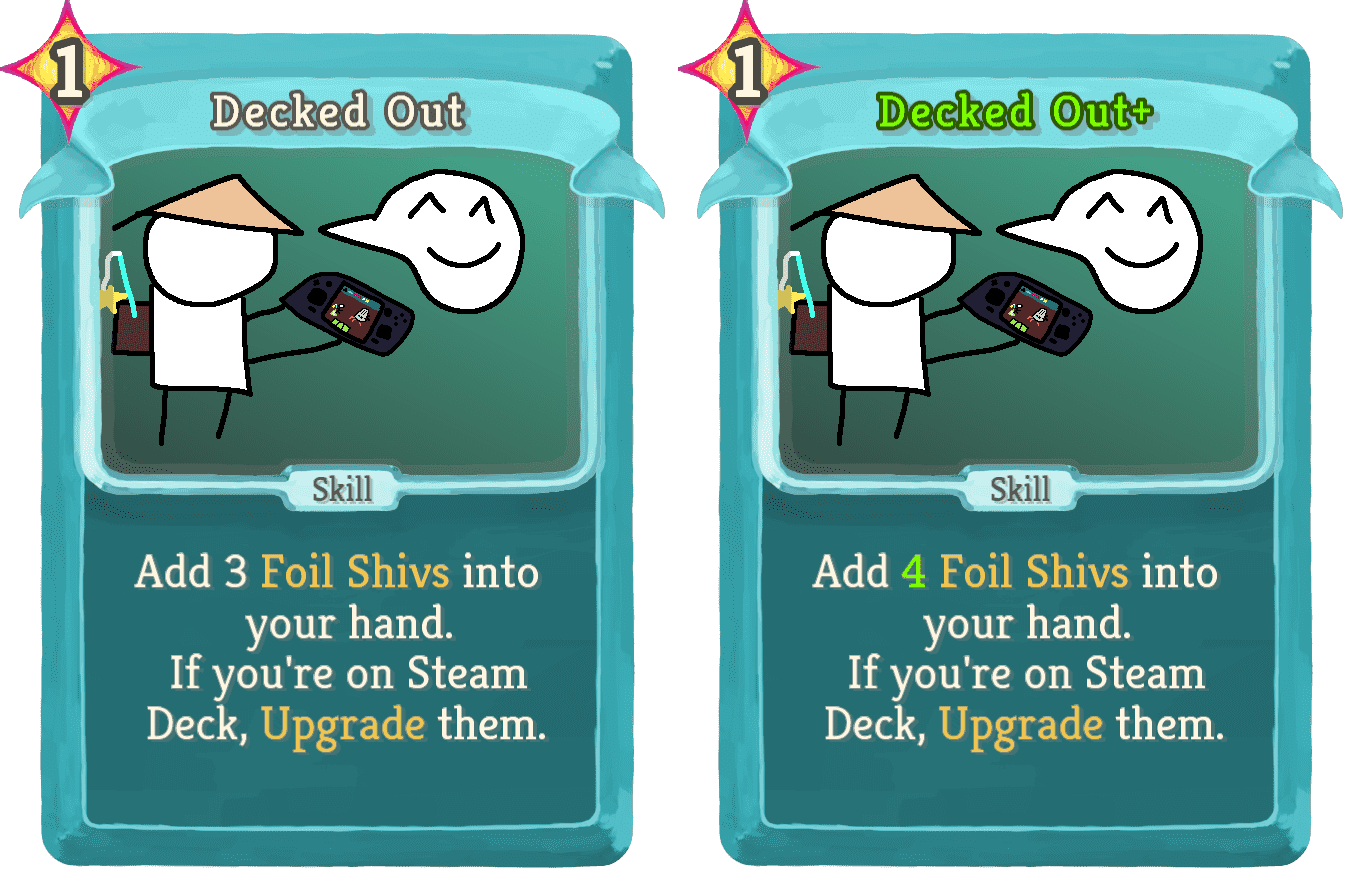 1
Decked Out
Skill
Add 3 Foil Shivs into
your hand.
If you're on Steam
Deck, Upgrade them.
1
Decked Out+
Skill
Add 4 Foil Shivs into
your hand.
If you're on Steam
Deck, Upgrade them.